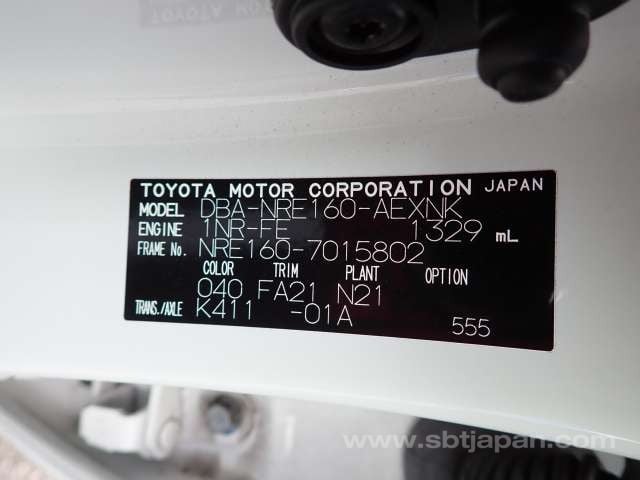 TOYOTA MOTOR CORPORATION JAPAN
MODEL DBA-NRE160-AEXNK
ENGINE 1NR-FE 1329 mL
FRAME No. NRE160-7015802
COLOR TRIM PLANT OPTION
040 FA21 N21
TRANS./AXLE K411 -01A
555
www.sbtjapan.com